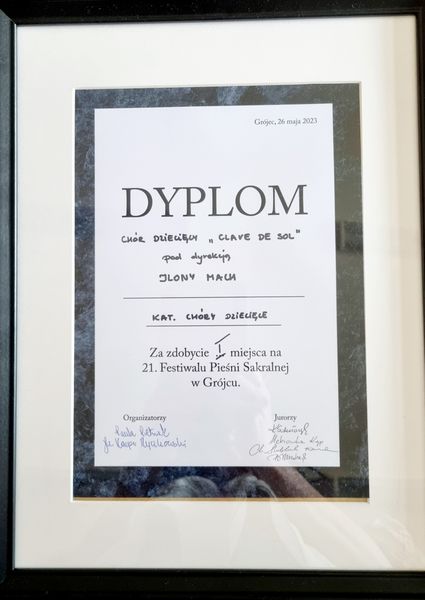 Grójec, 26 maja 2023
DYPLOM
CHÓR DZIECIĘCY „CLAVE DE SOL"
pod dyrekcją
ILONY MACH
KAT. CHÓRY DZIECIĘCE
Za zdobycie I miejsca na
21. Festiwalu Pieśni Sakralnej
w Grójcu.
Organizatorzy
Jurorzy